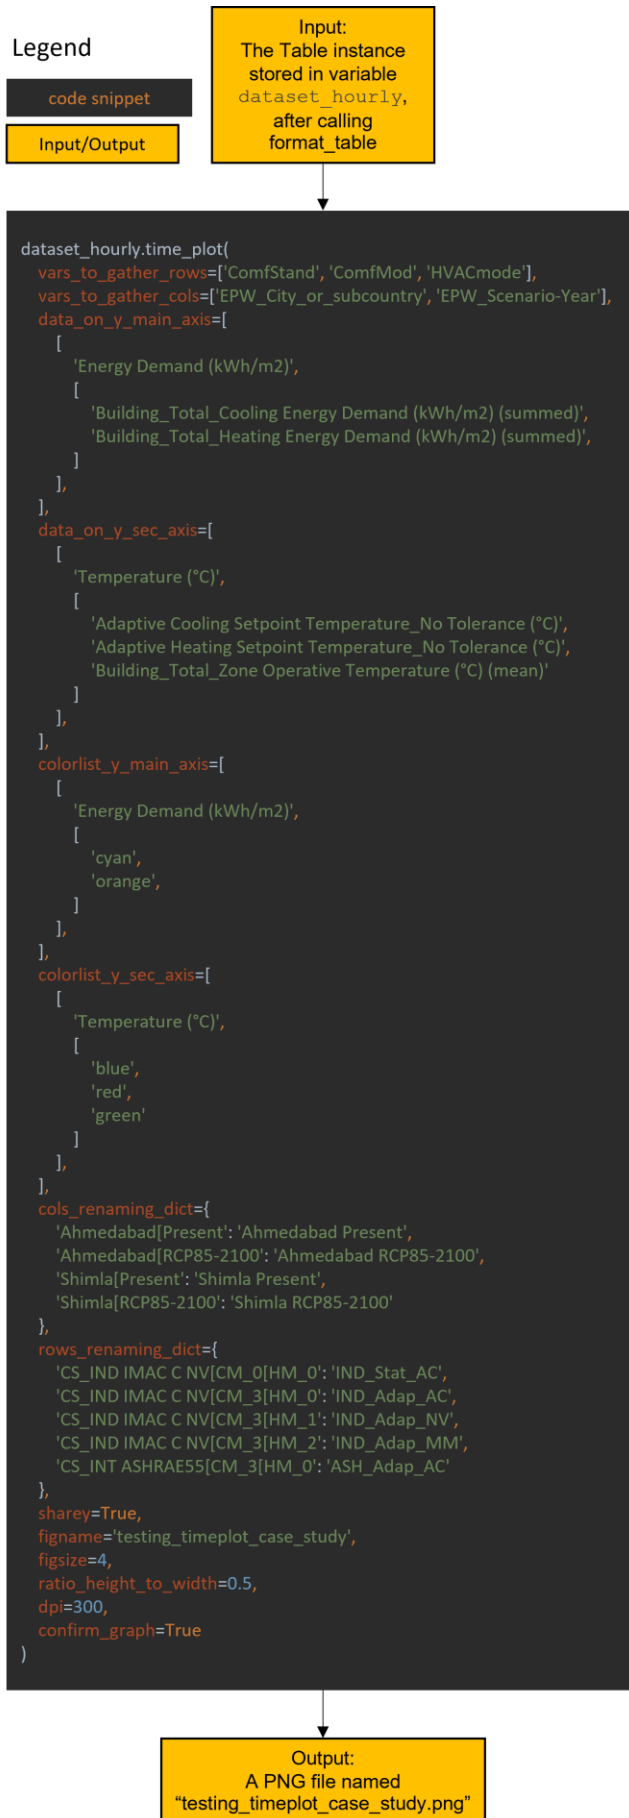 Legend
code snippet
Input/Output
Input:
The Table instance
stored in variable
dataset_hourly,
after calling
format_table
dataset_hourly.time_plot(
vars_to_gather_rows=['ComfStand', 'ComfMod', 'HVACmode'],
vars_to_gather_cols=['EPW_City_or_subcountry', 'EPW_Scenario-Year'],
data_on_y_main_axis=[
[
'Energy Demand (kWh/m2)',
[
'Building_Total_Cooling Energy Demand (kWh/m2) (summed)',
'Building_Total_Heating Energy Demand (kWh/m2) (summed)',
]
],
],
data_on_y_sec_axis=[
[
'Temperature (°C)',
[
'Adaptive Cooling Setpoint Temperature_No Tolerance (°C)',
'Adaptive Heating Setpoint Temperature_No Tolerance (°C)',
'Building_Total_Zone Operative Temperature (°C) (mean)'
]
],
],
colorlist_y_main_axis=[
[
'Energy Demand (kWh/m2)',
[
'cyan',
'orange',
]
],
],
colorlist_y_sec_axis=[
[
'Temperature (°C)',
[
'blue',
'red',
'green'
]
],
],
cols_renaming_dict={
'Ahmedabad[Present': 'Ahmedabad Present',
'Ahmedabad[RCP85-2100': 'Ahmedabad RCP85-2100',
'Shimla[Present': 'Shimla Present',
'Shimla[RCP85-2100': 'Shimla RCP85-2100'
},
rows_renaming_dict={
'CS_IND IMAC C NV[CM_0[HM_0': 'IND_Stat_AC',
'CS_IND IMAC C NV[CM_3[HM_0': 'IND_Adap_AC',
'CS_IND IMAC C NV[CM_3[HM_1': 'IND_Adap_NV',
'CS_IND IMAC C NV[CM_3[HM_2': 'IND_Adap_MM',
'CS_INT ASHRAE55[CM_3[HM_0': 'ASH_Adap_AC'
},
sharey=True,
figname='testing_timeplot_case_study',
figsize=4,
ratio_height_to_width=0.5,
dpi=300,
confirm_graph=True
)
Output:
A PNG file named
“testing_timeplot_case_study.png”